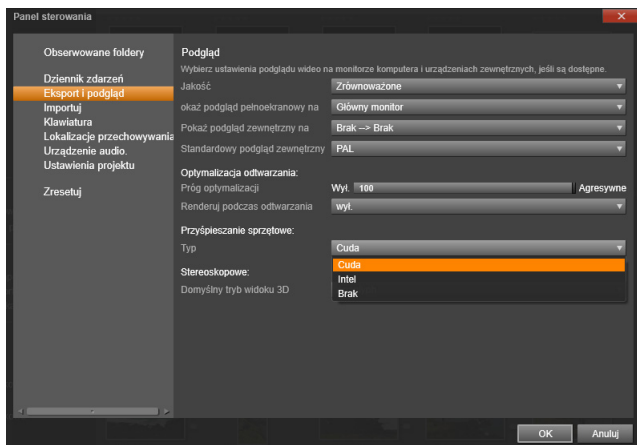 Panel sterowania
Obserwowane foldery
Dziennik zdarzeń
Eksport i podgląd
Importuj
Klawiatura
Lokalizacje przechowywania
Urządzenie audio.
Ustawienia projektu
Zresetuj
Podgląd
Wybierz ustawienia podglądu wideo na monitorze komputera i urządzeniach zewnętrznych, jeśli są dostępne.
Jakość Zrównoważone
okaż podgląd pełnoekranowy na Główny monitor
Pokaż podgląd zewnętrzny na Brak --> Brak
Standardowy podgląd zewnętrzny PAL
Optymalizacja odtwarzania:
Próg optymalizacji Wył. 100 Agresywne
Renderuj podczas odtwarzania wył.
Przyśpieszanie sprzętowe:
Typ Cuda
Cuda
Intel
Brak
Stereoskopowe:
Domyślny tryb widoku 3D
OK Anuluj